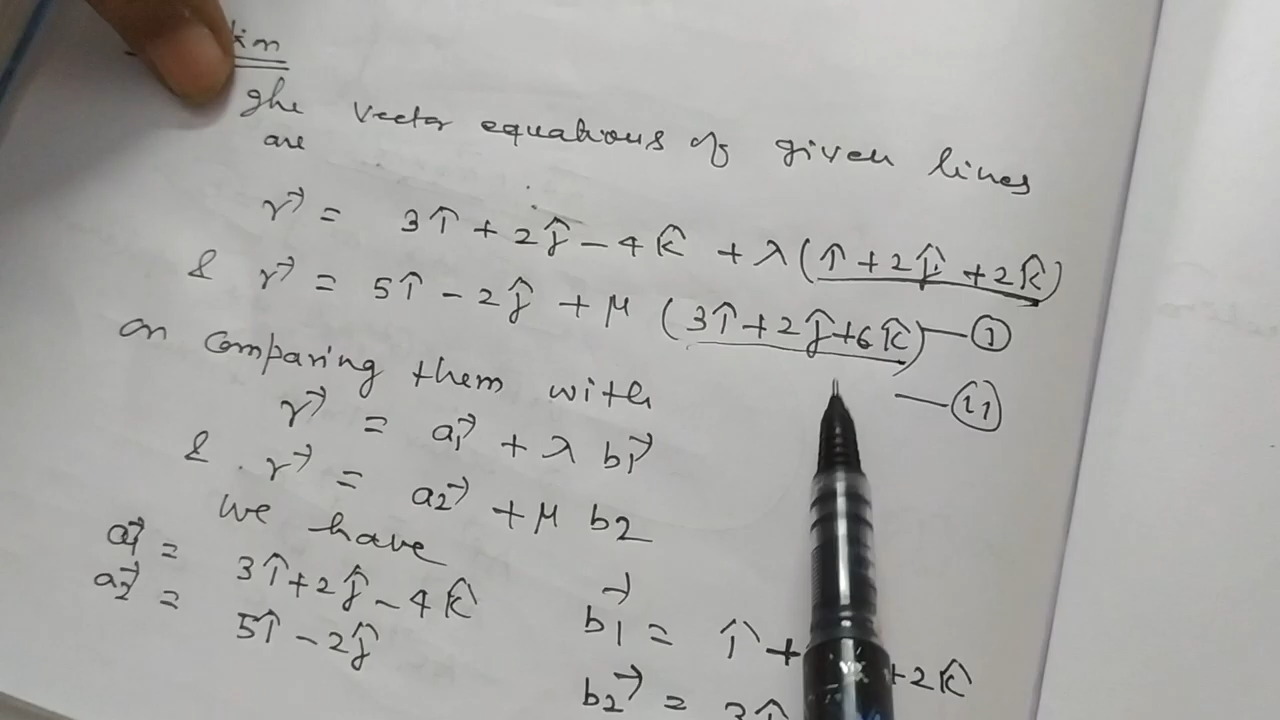 The vector equations of given lines
are
r⃗ = 3î + 2ĵ - 4k̂ + λ(î + 2ĵ + 2k̂)
& r⃗ = 5î - 2ĵ + μ (3î + 2ĵ + 6k̂) — ①
— (ii)
on comparing them with
r⃗ = a₁⃗ + λ b₁⃗
& r⃗ = a₂⃗ + μ b₂
we have
a₁⃗ = 3î + 2ĵ - 4k̂
a₂⃗ = 5î - 2ĵ
b₁⃗ = î + + 2k̂
b₂⃗ = 3î